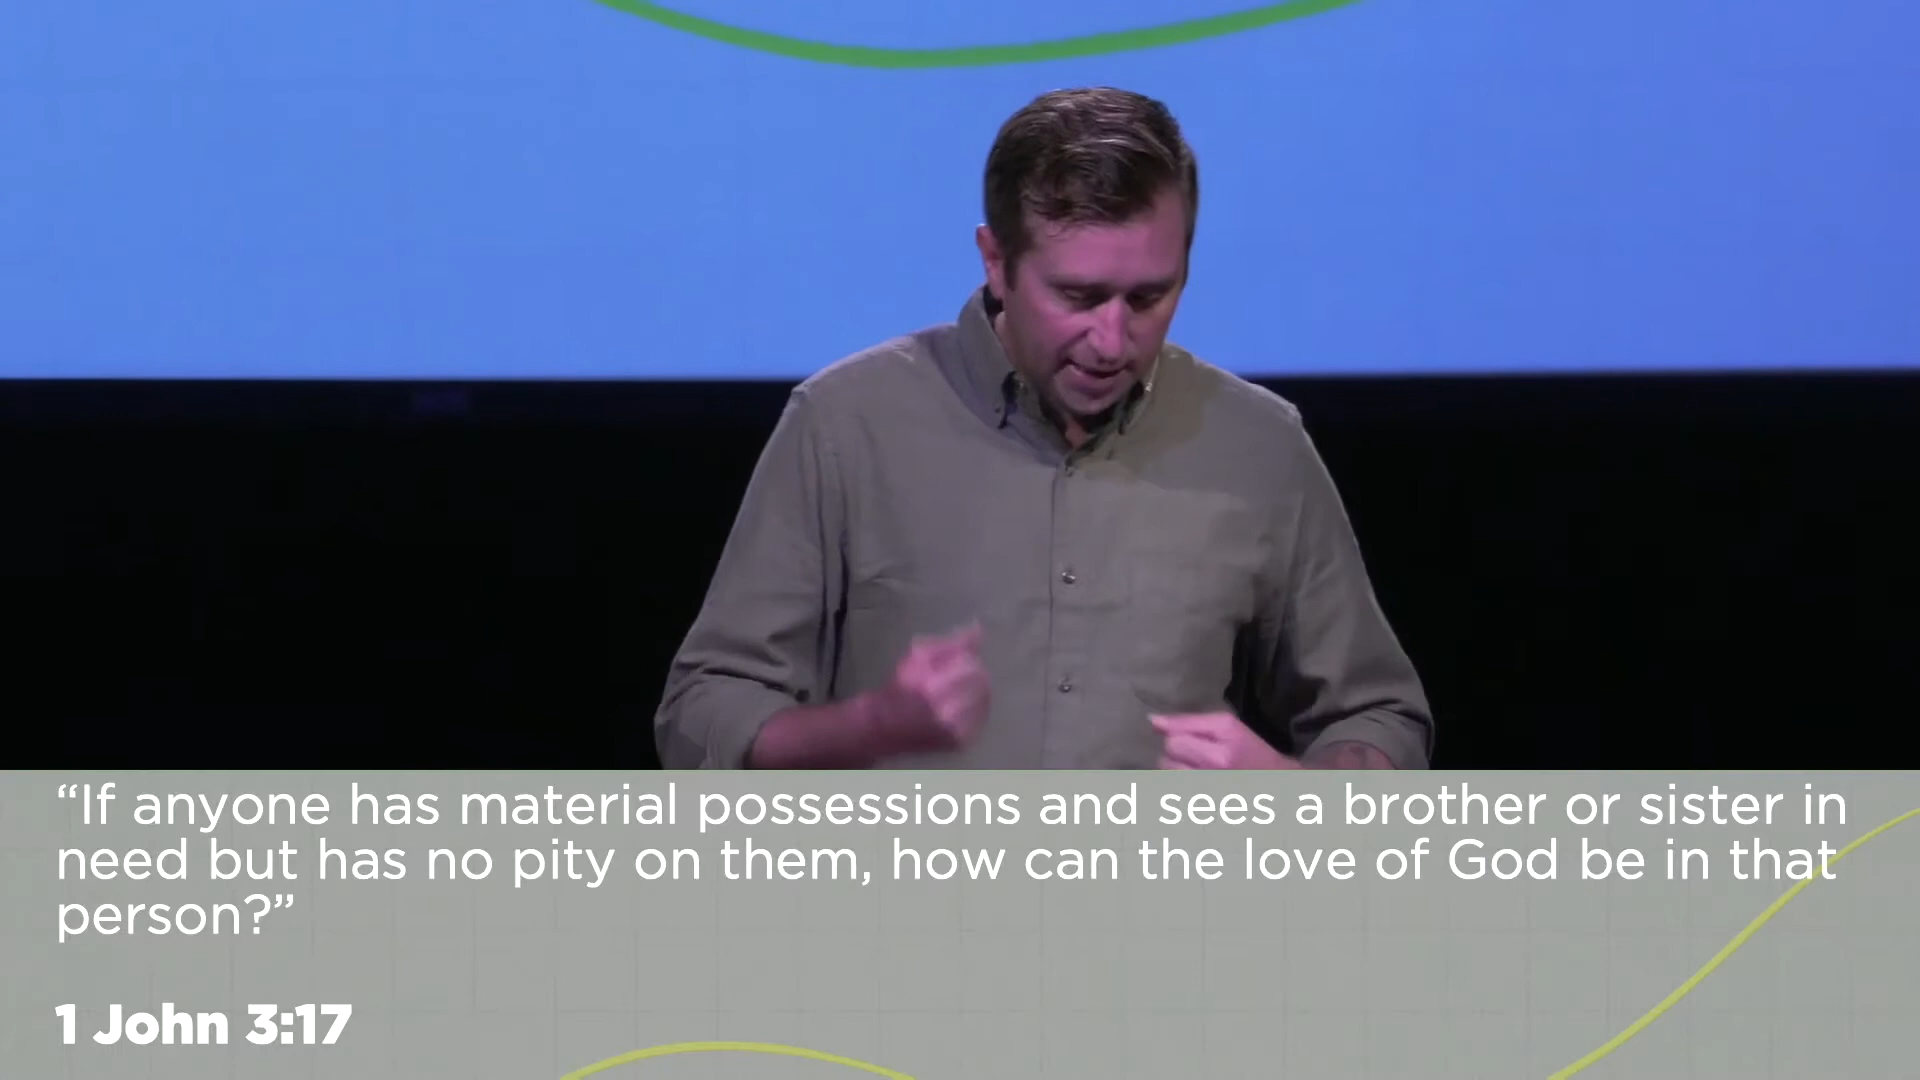 “If anyone has material possessions and sees a brother or sister in
need but has no pity on them, how can the love of God be in that
person?”
1 John 3:17